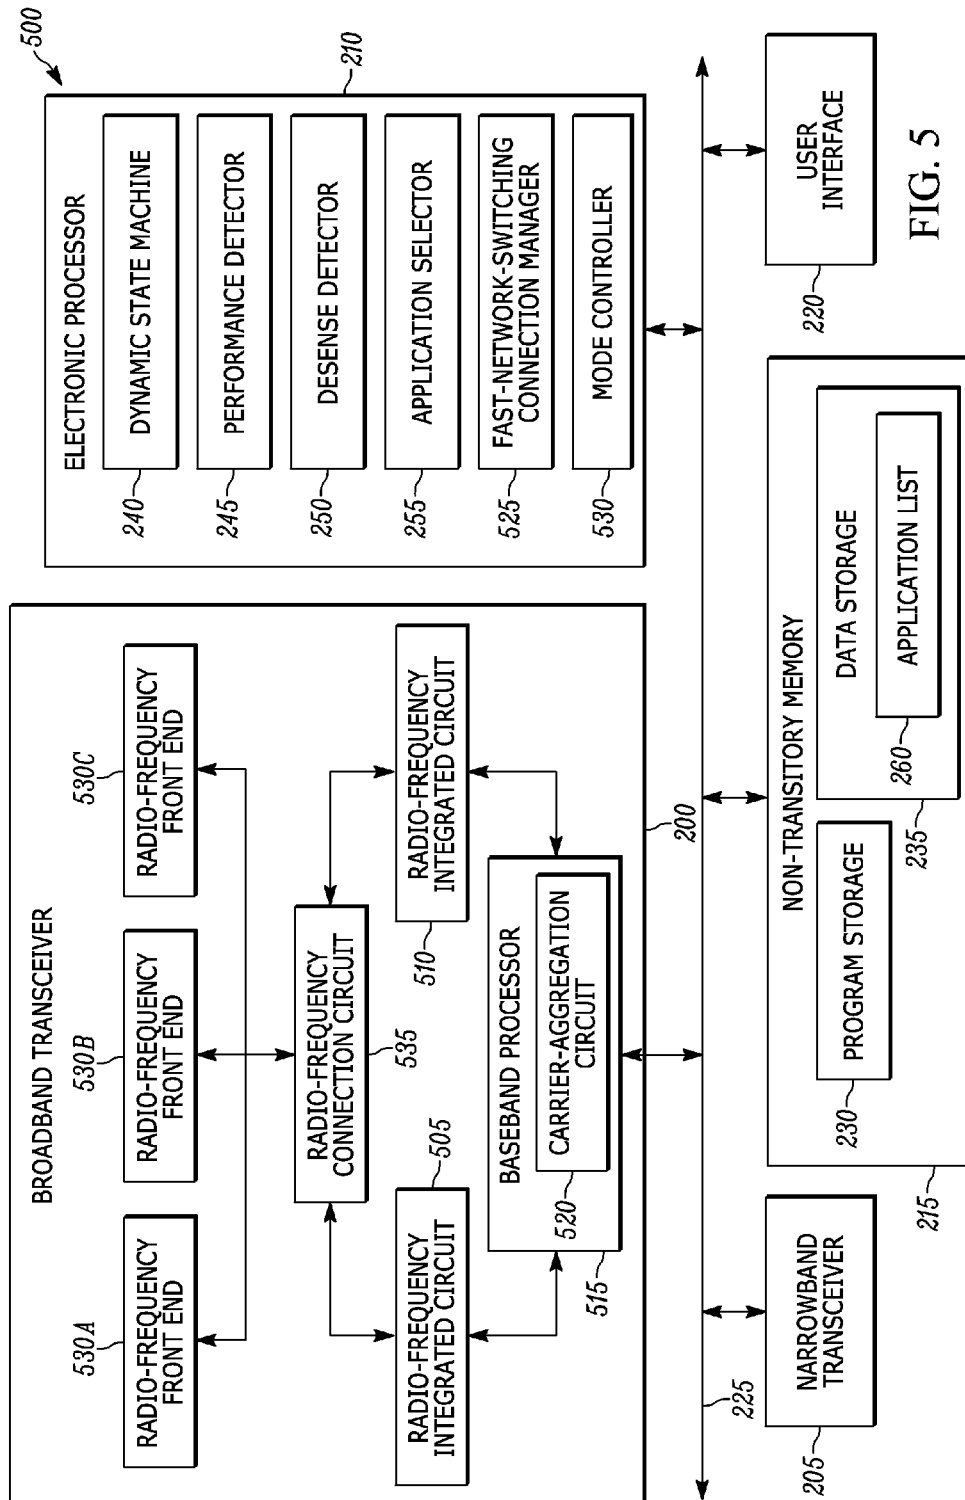 500
BROADBAND TRANSCEIVER
530A
RADIO-FREQUENCY
FRONT END
530B
RADIO-FREQUENCY
FRONT END
530C
RADIO-FREQUENCY
FRONT END
RADIO-FREQUENCY
CONNECTION CIRCUIT
535
RADIO-FREQUENCY
INTEGRATED CIRCUIT
505
RADIO-FREQUENCY
INTEGRATED CIRCUIT
510
BASEBAND PROCESSOR
CARRIER-AGGREGATION
CIRCUIT
520
515
200
ELECTRONIC PROCESSOR
210
240
DYNAMIC STATE MACHINE
245
PERFORMANCE DETECTOR
250
DESENSE DETECTOR
255
APPLICATION SELECTOR
525
FAST-NETWORK-SWITCHING
CONNECTION MANAGER
530
MODE CONTROLLER
225
NARROWBAND
TRANSCEIVER
205
NON-TRANSITORY MEMORY
215
PROGRAM STORAGE
230
DATA STORAGE
235
APPLICATION LIST
260
USER
INTERFACE
220
FIG. 5